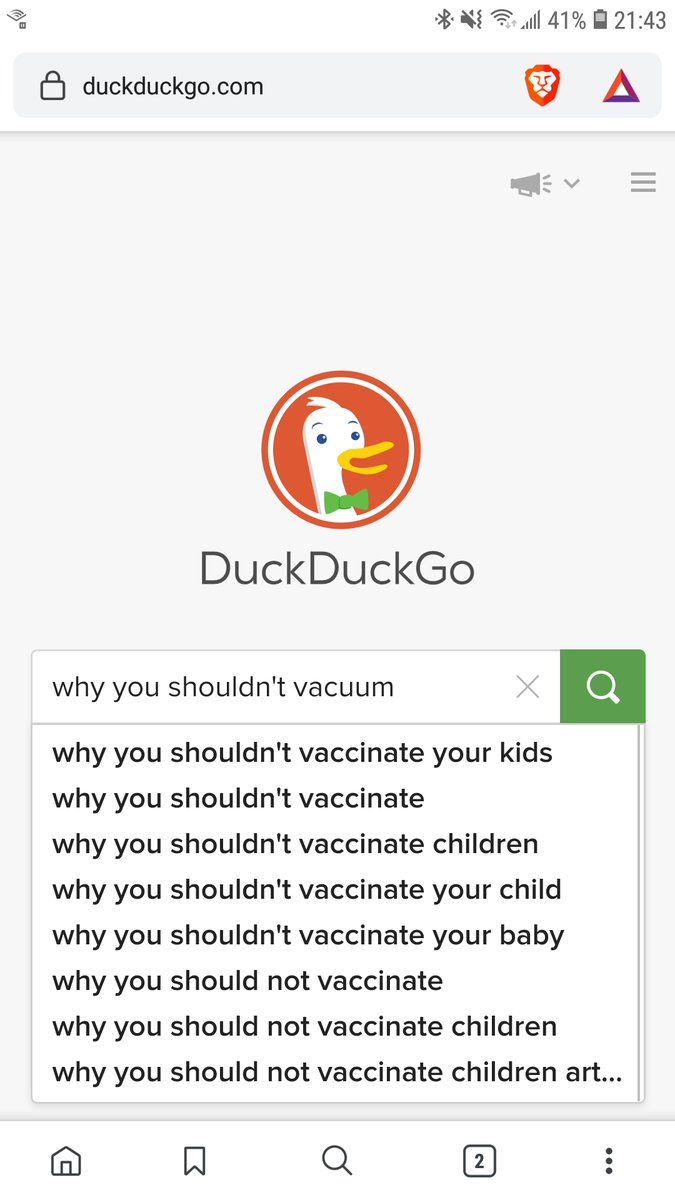 41% 21:43
duckduckgo.com
DuckDuckGo
why you shouldn't vacuum
why you shouldn't vaccinate your kids
why you shouldn't vaccinate
why you shouldn't vaccinate children
why you shouldn't vaccinate your child
why you shouldn't vaccinate your baby
why you should not vaccinate
why you should not vaccinate children
why you should not vaccinate children art...
2